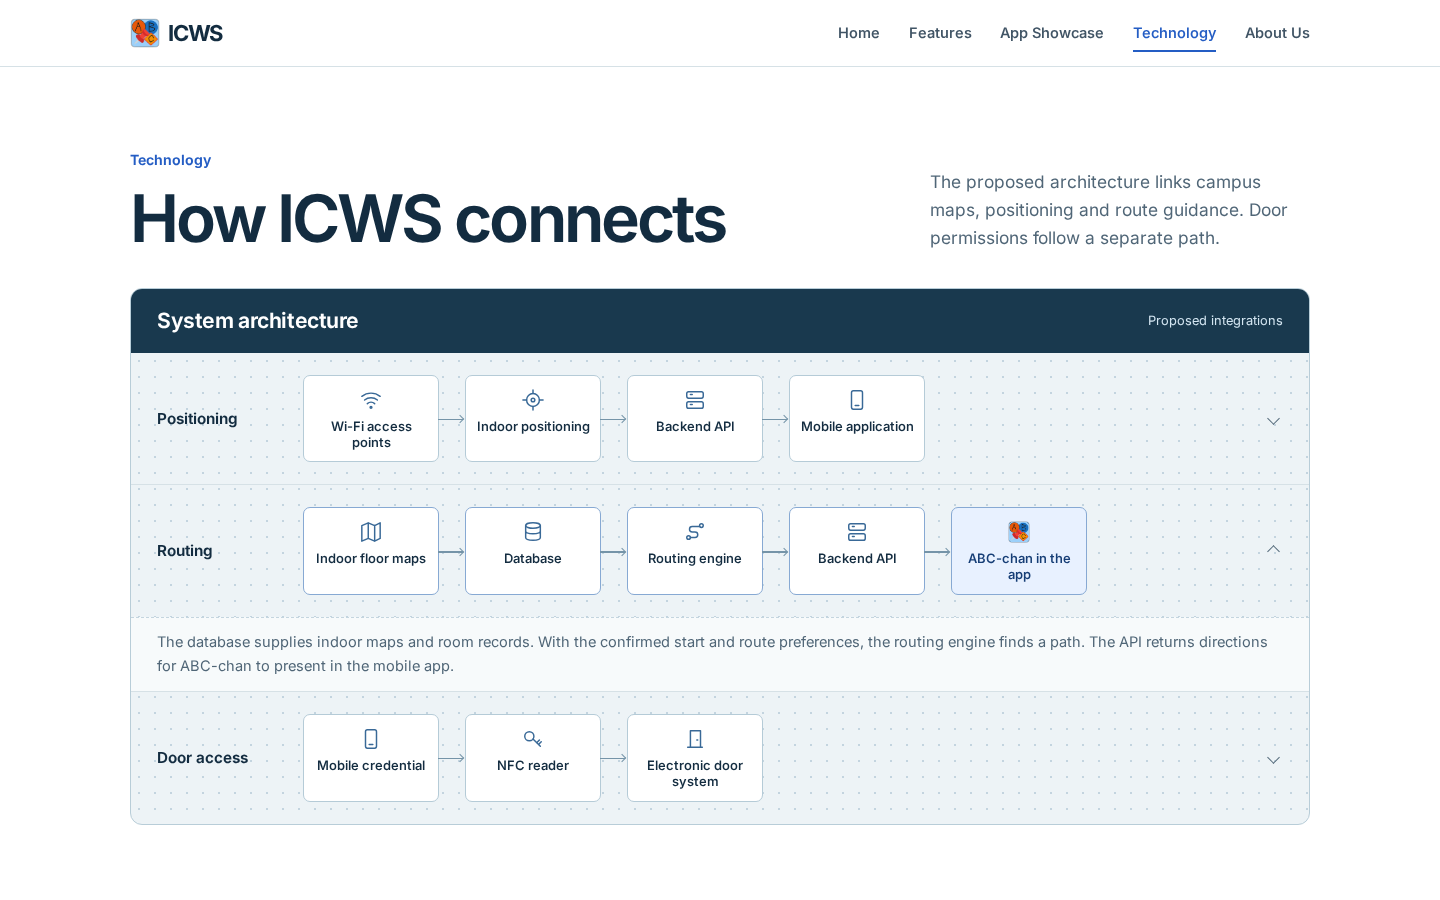 ICWS
Home Features App Showcase Technology About Us
Technology
How ICWS connects
The proposed architecture links campus
maps, positioning and route guidance. Door
permissions follow a separate path.
System architecture
Proposed integrations
Positioning
Wi-Fi access
points
Indoor positioning
Backend API
Mobile application
Routing
Indoor floor maps
Database
Routing engine
Backend API
ABC-chan in the
app
The database supplies indoor maps and room records. With the confirmed start and route preferences, the routing engine finds a path. The API returns directions
for ABC-chan to present in the mobile app.
Door access
Mobile credential
NFC reader
Electronic door
system